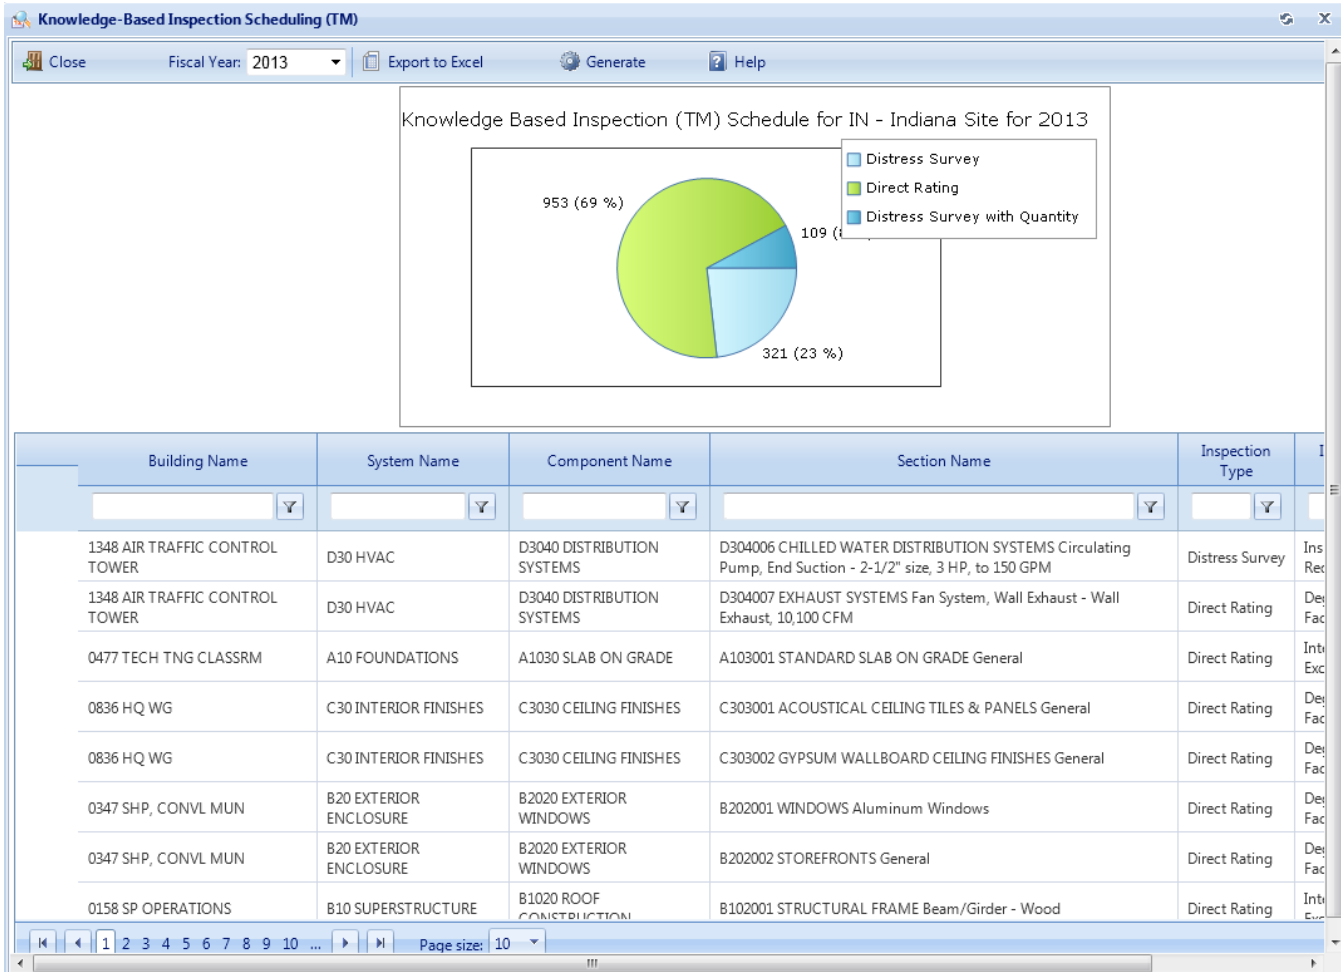 Knowledge-Based Inspection Scheduling (TM)
Close Fiscal Year: 2013 Export to Excel Generate Help
Knowledge Based Inspection (TM) Schedule for IN - Indiana Site for 2013
Distress Survey
Direct Rating
Distress Survey with Quantity
953 (69 %)
109
321 (23 %)
Building Name System Name Component Name Section Name Inspection
Type
1348 AIR TRAFFIC CONTROL
TOWER
D30 HVAC
D3040 DISTRIBUTION
SYSTEMS
D304006 CHILLED WATER DISTRIBUTION SYSTEMS Circulating
Pump, End Suction - 2-1/2" size, 3 HP, to 150 GPM
Distress Survey
1348 AIR TRAFFIC CONTROL
TOWER
D30 HVAC
D3040 DISTRIBUTION
SYSTEMS
D304007 EXHAUST SYSTEMS Fan System, Wall Exhaust - Wall
Exhaust, 10,100 CFM
Direct Rating
0477 TECH TNG CLASSRM A10 FOUNDATIONS A1030 SLAB ON GRADE A103001 STANDARD SLAB ON GRADE General Direct Rating
0836 HQ WG C30 INTERIOR FINISHES C3030 CEILING FINISHES C303001 ACOUSTICAL CEILING TILES & PANELS General Direct Rating
0836 HQ WG C30 INTERIOR FINISHES C3030 CEILING FINISHES C303002 GYPSUM WALLBOARD CEILING FINISHES General Direct Rating
0347 SHP, CONVL MUN
B20 EXTERIOR
ENCLOSURE
B2020 EXTERIOR
WINDOWS
B202001 WINDOWS Aluminum Windows
Direct Rating
0347 SHP, CONVL MUN
B20 EXTERIOR
ENCLOSURE
B2020 EXTERIOR
WINDOWS
B202002 STOREFRONTS General
Direct Rating
0158 SP OPERATIONS
B10 SUPERSTRUCTURE
B1020 ROOF
CONSTRUCTION
B102001 STRUCTURAL FRAME Beam/Girder - Wood
Direct Rating
1 2 3 4 5 6 7 8 9 10 ... Page size: 10